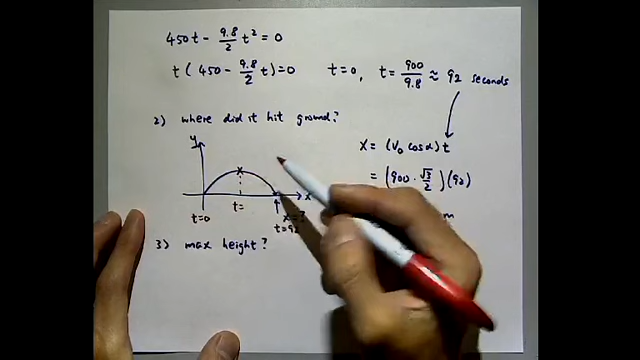 450t - 9.8/2 t² = 0
t ( 450 - 9.8/2 t ) = 0   t = 0, t = 900/9.8 ≈ 92 seconds
2) where did it hit ground?
y
x = (V₀ cos α) t
= (900 · √3/2)(92)
x
t=0   t=   x=?   m
t=92
3) max height?